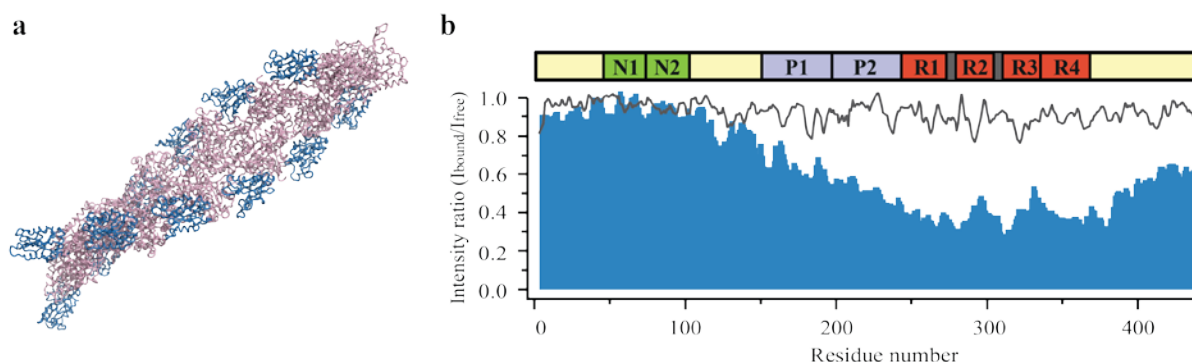 a
b
N1 N2 P1 P2 R1 R2 R3 R4
Intensity ratio (Ibound/Ifree)
1.0
0.8
0.6
0.4
0.2
0.0
0 100 200 300 400
Residue number